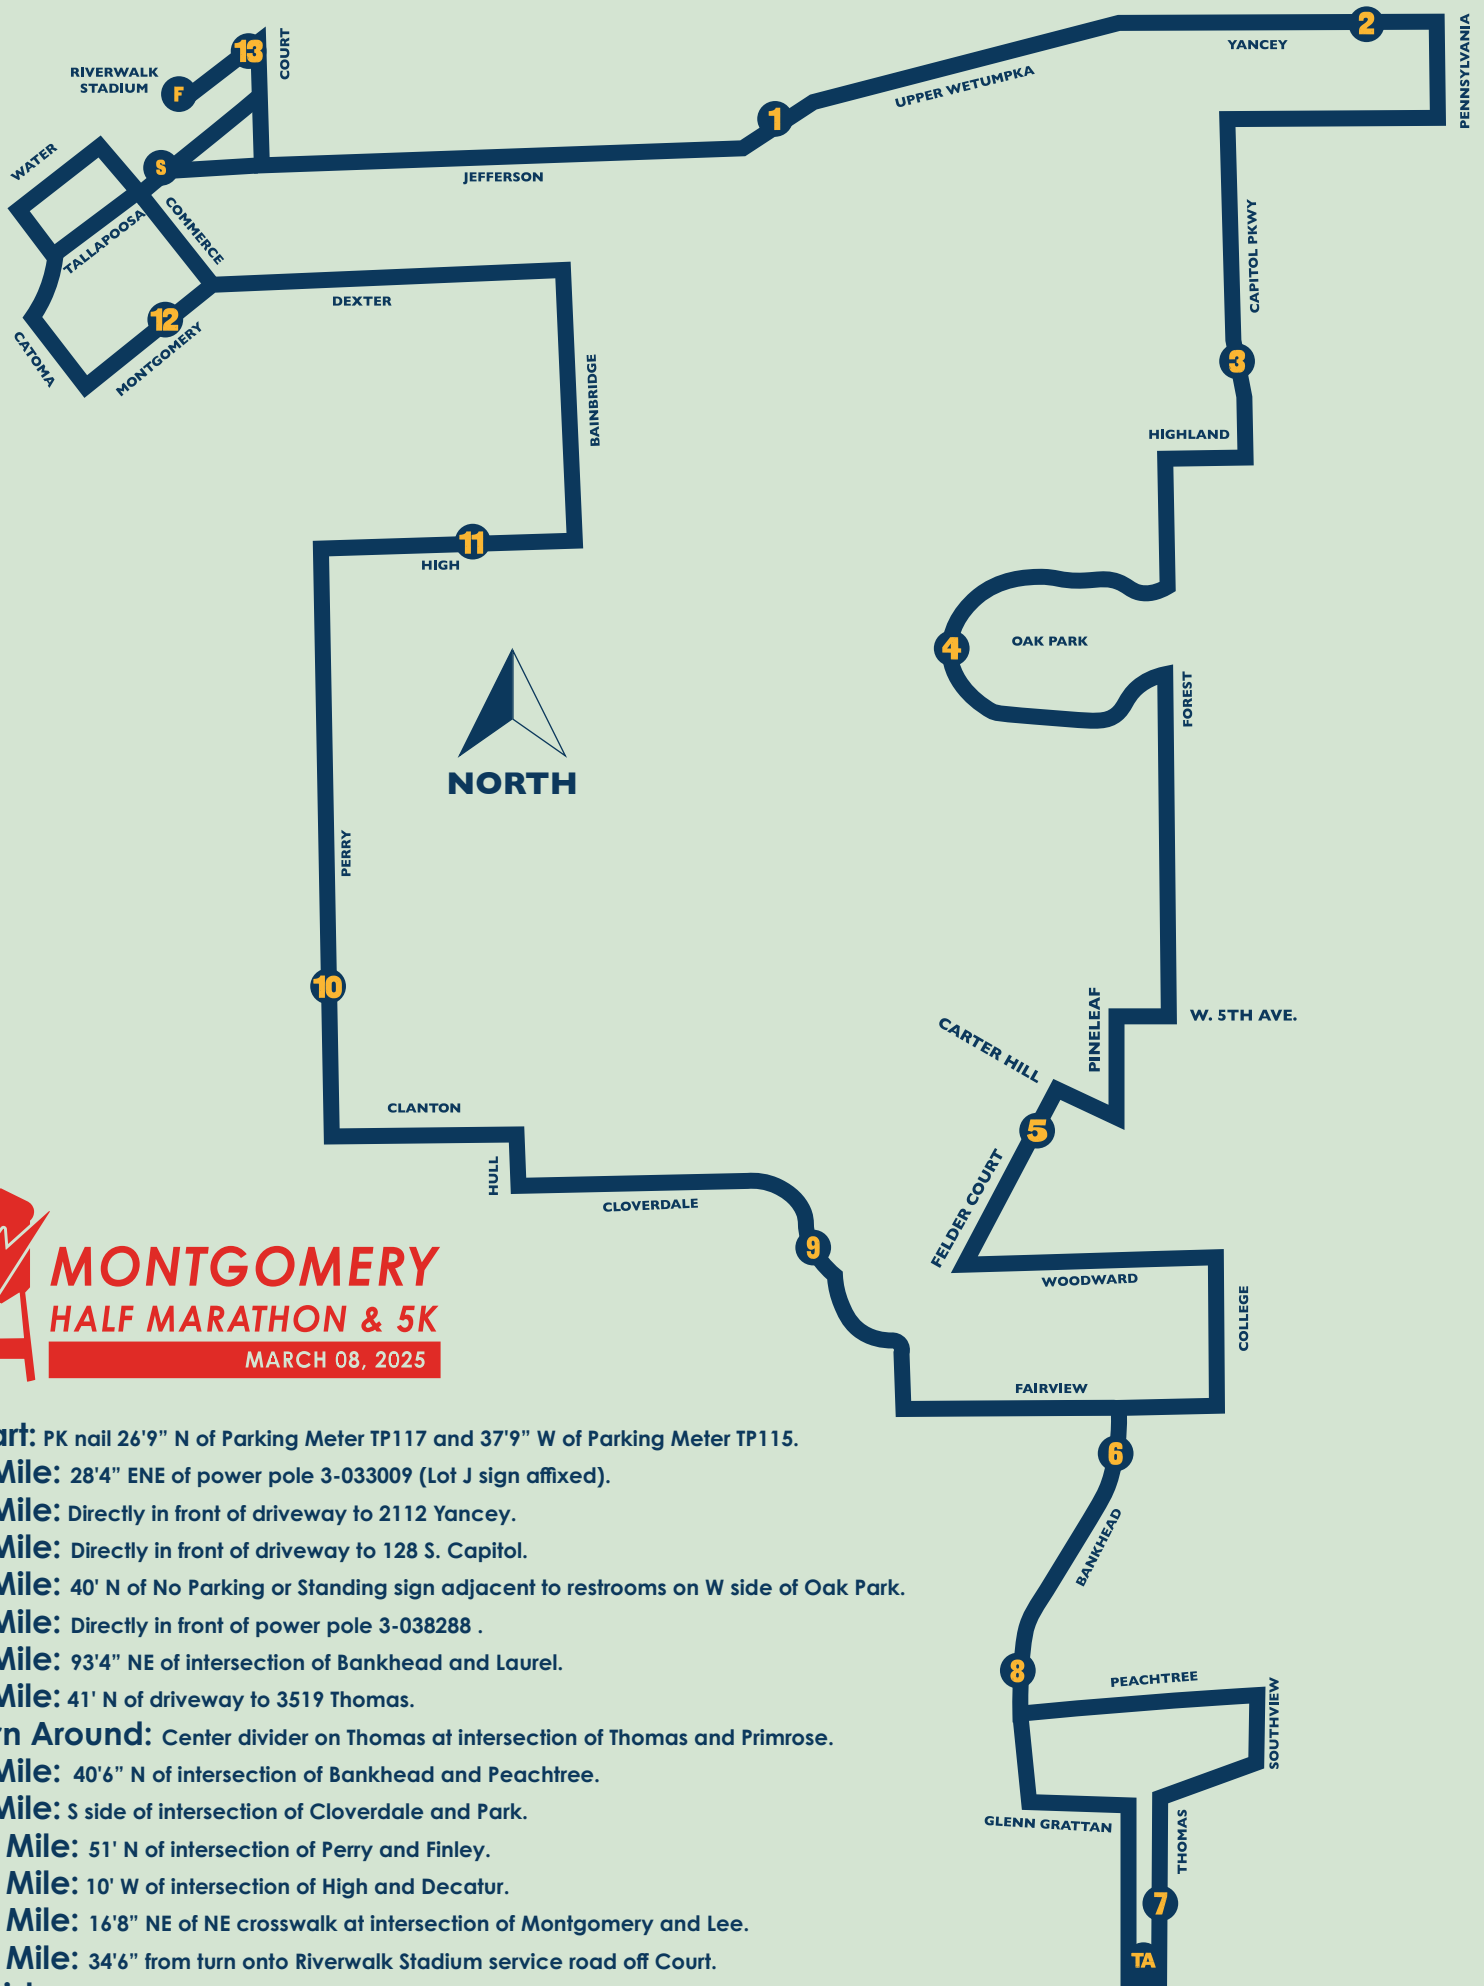 COURT
13
2
YANCEY
PENNSYLVANIA
RIVERWALK
STADIUM
F
UPPER WETUMPKA
1
WATER
S
JEFFERSON
COMMERCE
TALLAPOOSA
CAPITOL PKWY
DEXTER
12
MONTGOMERY
CATOMA
BAINBRIDGE
3
HIGHLAND
11
HIGH
OAK PARK
4
FOREST
NORTH
PERRY
10
PINELEAF
W. 5TH AVE.
CARTER HILL
5
CLANTON
HULL
CLOVERDALE
FELDER COURT
9
WOODWARD
COLLEGE
MONTGOMERY
HALF MARATHON & 5K
MARCH 08, 2025
FAIRVIEW
6
BANKHEAD
8
PEACHTREE
SOUTHVIEW
GLENN GRATTAN
THOMAS
7
TA
art: PK nail 26'9” N of Parking Meter TP117 and 37'9” W of Parking Meter TP115.
Mile: 28'4” ENE of power pole 3-033009 (Lot J sign affixed).
Mile: Directly in front of driveway to 2112 Yancey.
Mile: Directly in front of driveway to 128 S. Capitol.
Mile: 40' N of No Parking or Standing sign adjacent to restrooms on W side of Oak Park.
Mile: Directly in front of power pole 3-038288 .
Mile: 93'4” NE of intersection of Bankhead and Laurel.
Mile: 41' N of driveway to 3519 Thomas.
rn Around: Center divider on Thomas at intersection of Thomas and Primrose.
Mile: 40'6” N of intersection of Bankhead and Peachtree.
Mile: S side of intersection of Cloverdale and Park.
Mile: 51' N of intersection of Perry and Finley.
Mile: 10' W of intersection of High and Decatur.
Mile: 16'8” NE of NE crosswalk at intersection of Montgomery and Lee.
Mile: 34'6” from turn onto Riverwalk Stadium service road off Court.